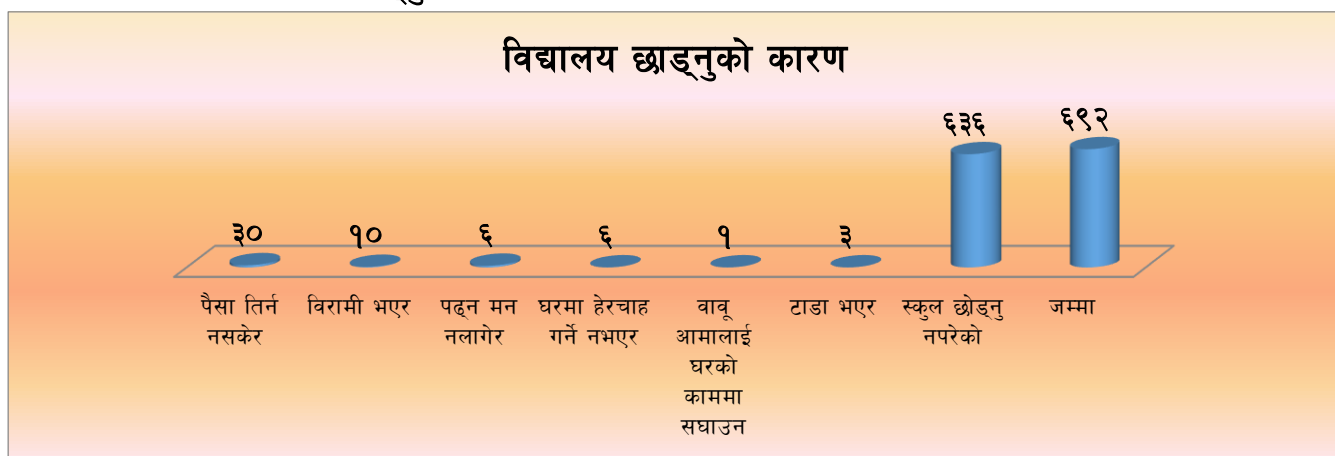 विद्यालय छाड्नुको कारण
३० १० ६ ६ १ ३ ६३६ ६९२
पैसा तिर्न नसकेर
विरामी भएर
पढ्न मन नलागेर
घरमा हेरचाह गर्ने नभएर
वावू आमालाई घरको काममा सघाउन
टाडा भएर
स्कुल छोड्नु नपरेको
जम्मा